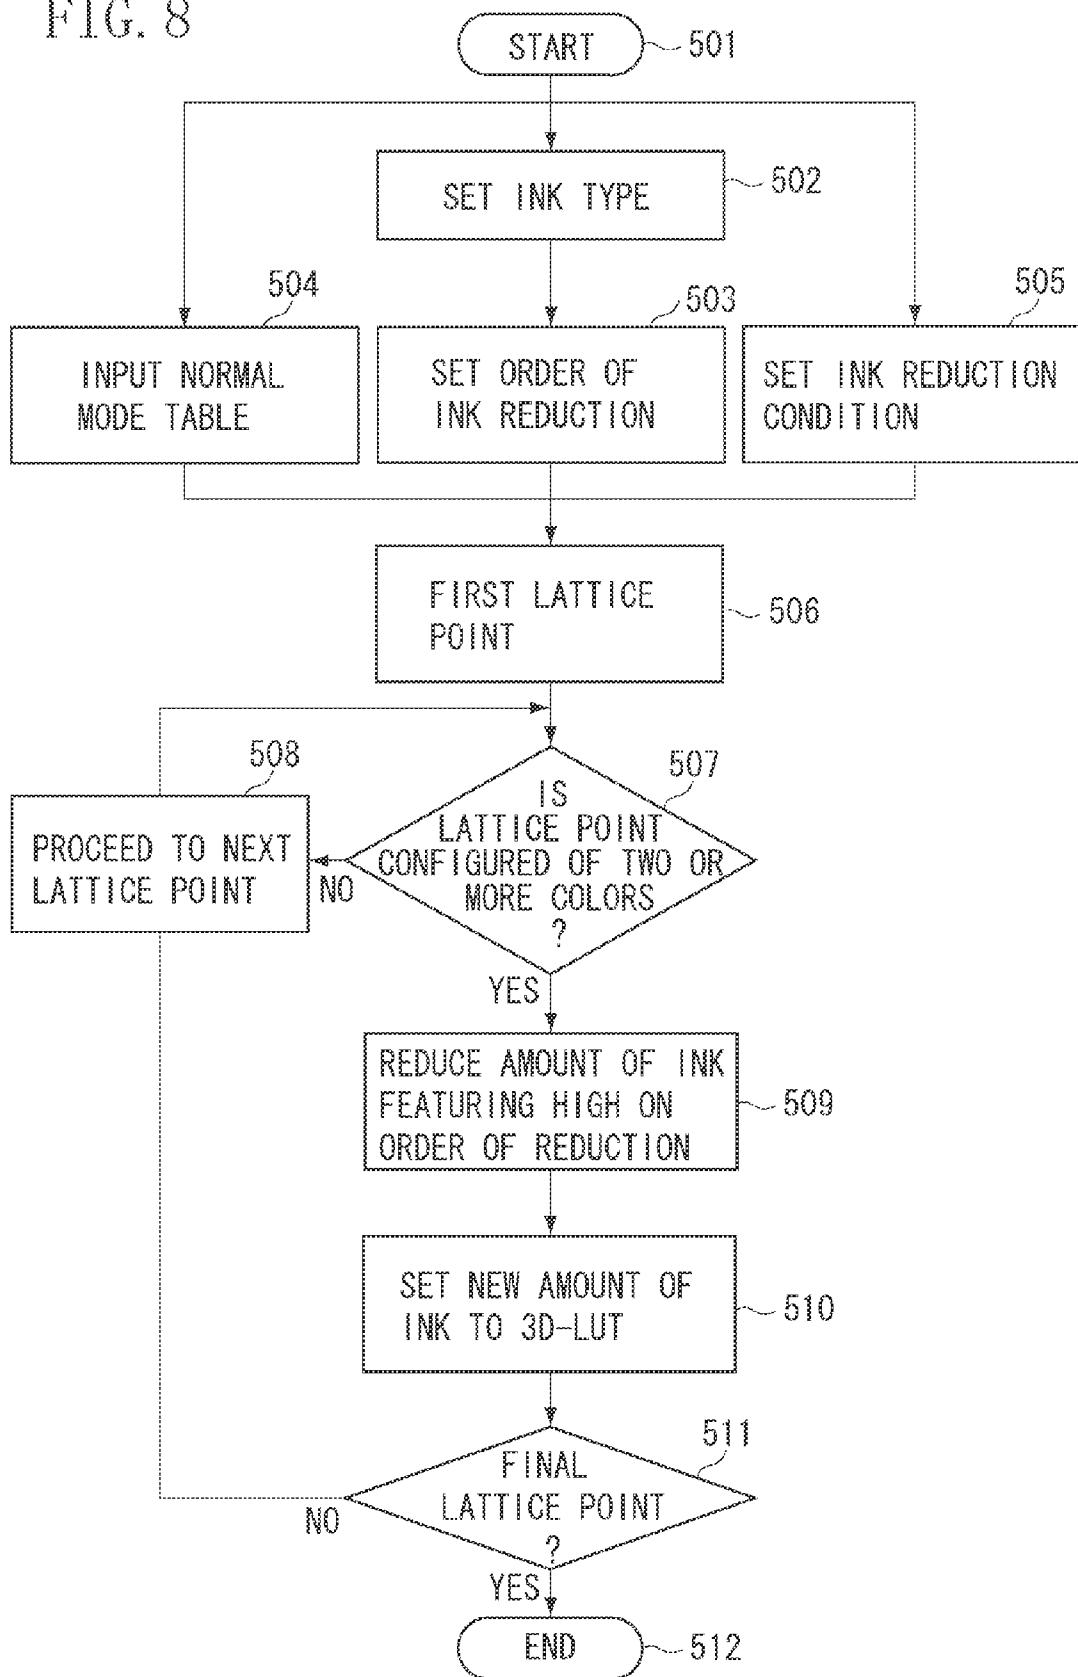 FIG. 8
START
501
SET INK TYPE
502
504
503
505
INPUT NORMAL
MODE TABLE
SET ORDER OF
INK REDUCTION
SET INK REDUCTION
CONDITION
FIRST LATTICE
POINT
506
508
507
PROCEED TO NEXT
LATTICE POINT
NO
IS
LATTICE POINT
CONFIGURED OF TWO OR
MORE COLORS
?
YES
REDUCE AMOUNT OF INK
FEATURING HIGH ON
ORDER OF REDUCTION
509
SET NEW AMOUNT OF
INK TO 3D-LUT
510
511
FINAL
LATTICE POINT
?
NO
YES
END
512